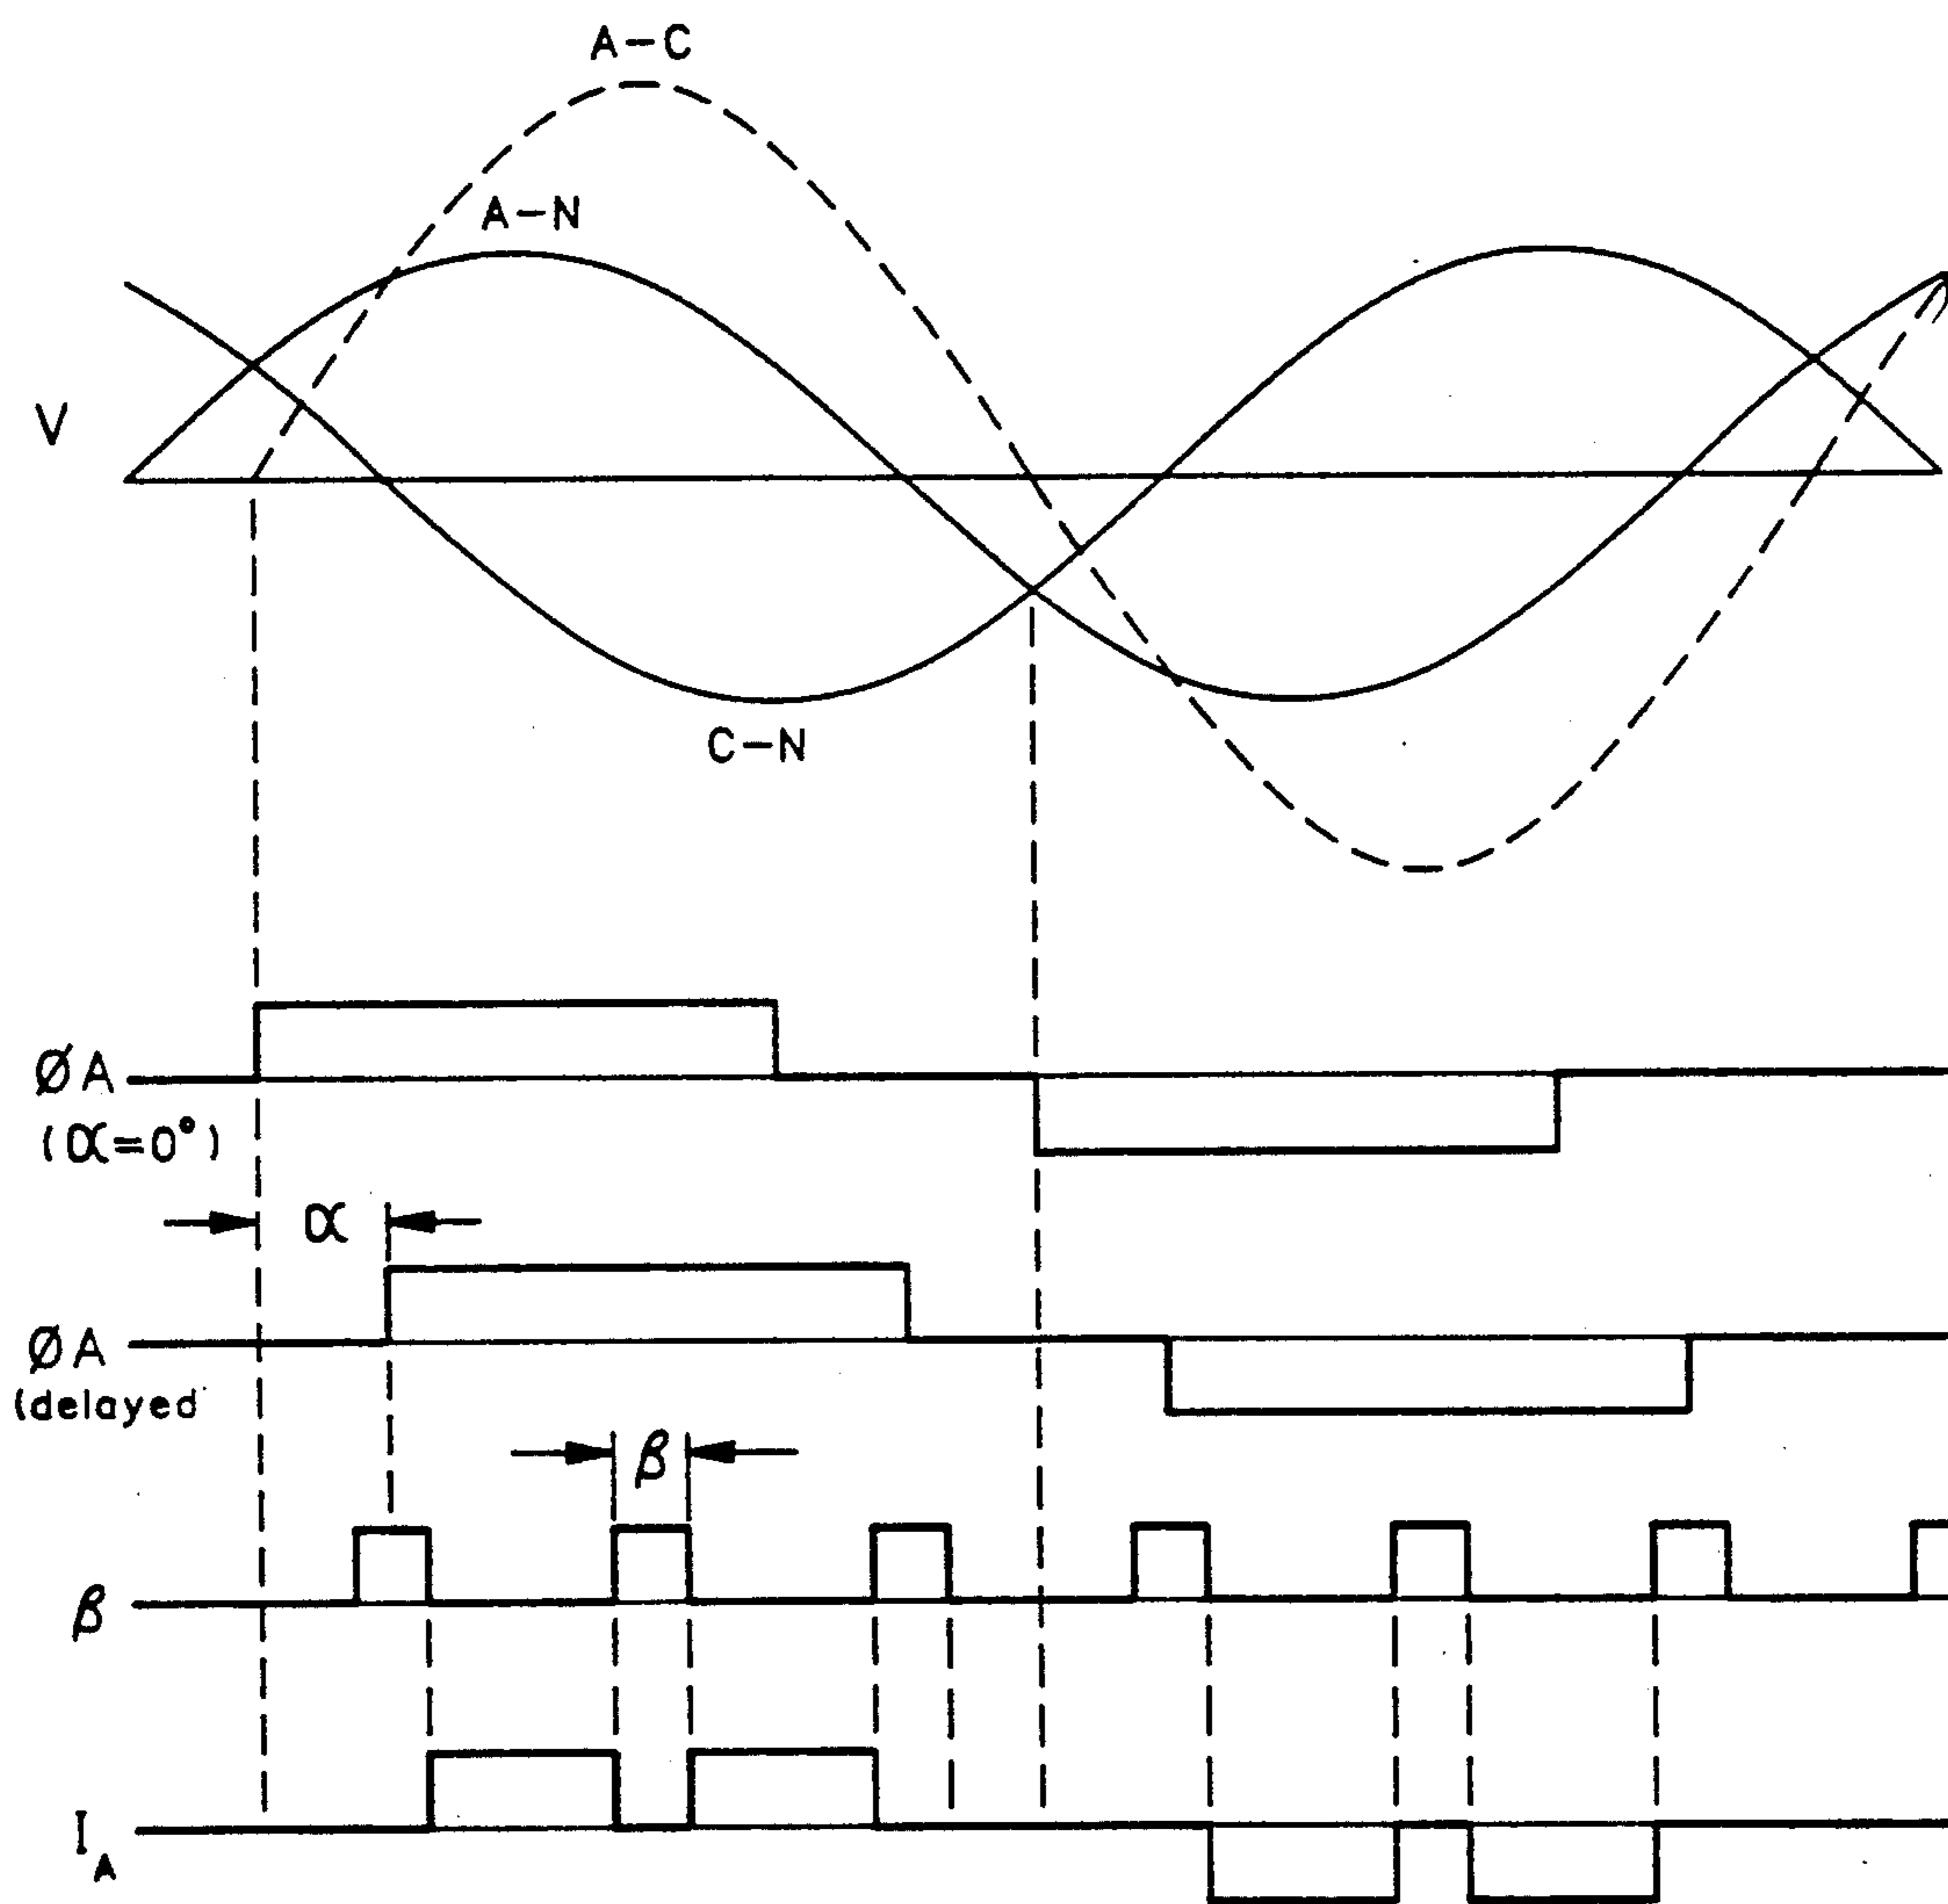 A-C
A-N
V
C-N
ØA
(α=0°)
α
ØA
(delayed
β
β
I
A